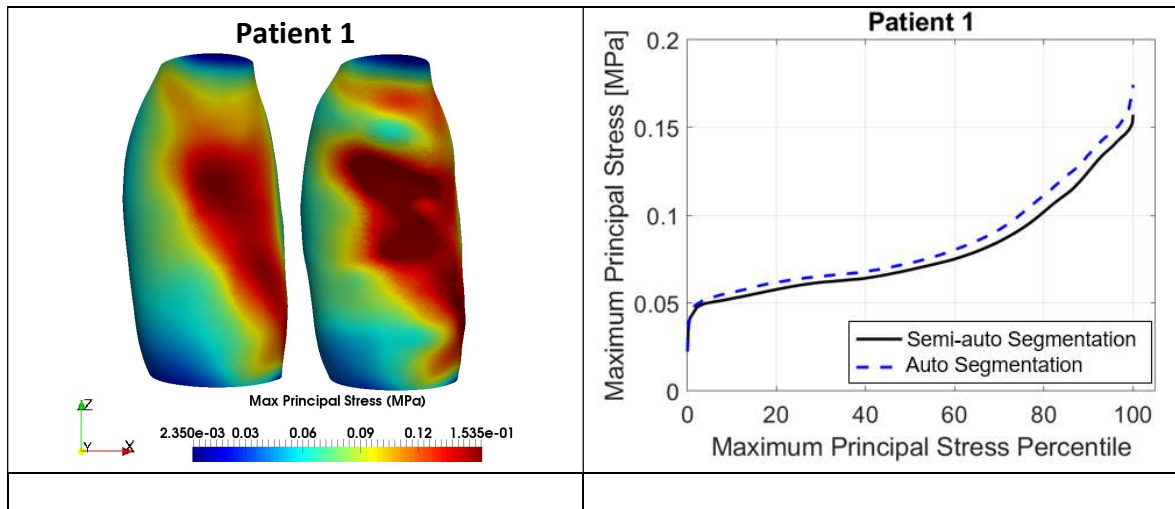 Patient 1
Z
Y
X
Max Principal Stress (MPa)
2.350e-03 0.03 0.06 0.09 0.12 1.535e-01
Patient 1
Maximum Principal Stress [MPa]
0.2
0.15
0.1
0.05
0
Semi-auto Segmentation
Auto Segmentation
0 20 40 60 80 100
Maximum Principal Stress Percentile